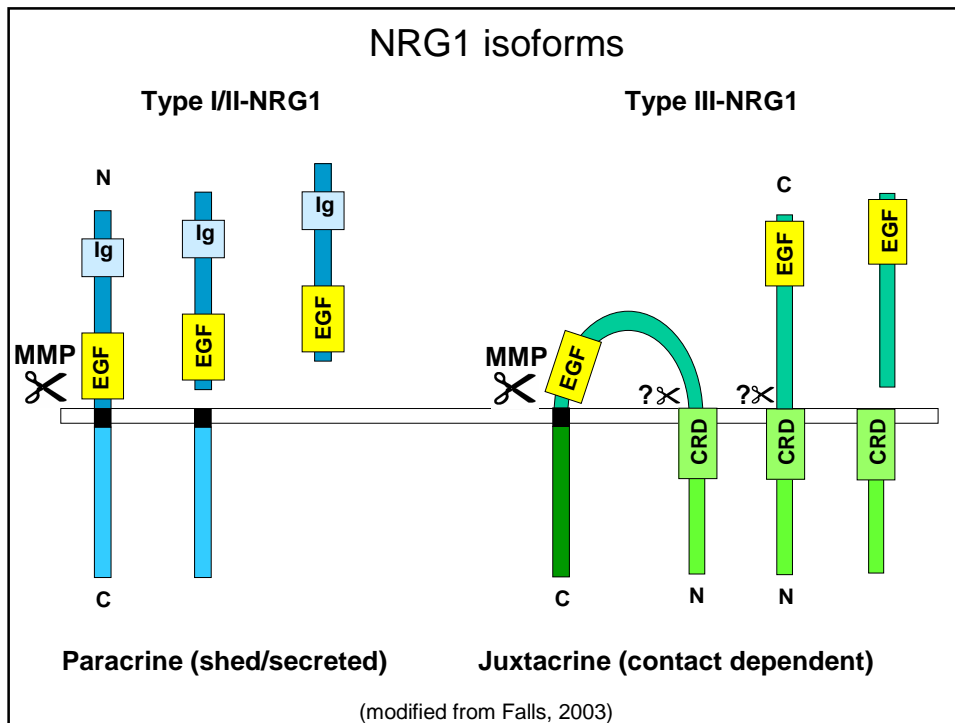 NRG1 isoforms
Type I/II-NRG1
Type III-NRG1
N
C
Ig
Ig
Ig
EGF
EGF
EGF
EGF
EGF
EGF
MMP
MMP
?
?
CRD
CRD
CRD
C
C
N
N
Paracrine (shed/secreted)
Juxtacrine (contact dependent)
(modified from Falls, 2003)